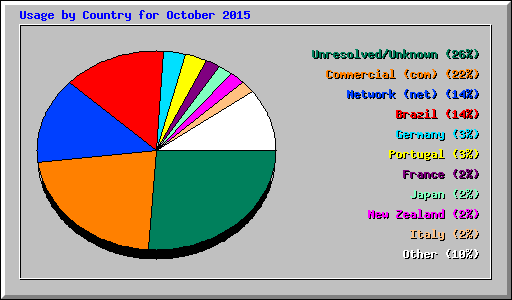 Usage by Country for October 2015
Unresolved/Unknown (26%)
Commercial (com) (22%)
Network (net) (14%)
Brazil (14%)
Germany (3%)
Portugal (3%)
France (2%)
Japan (2%)
New Zealand (2%)
Italy (2%)
Other (10%)